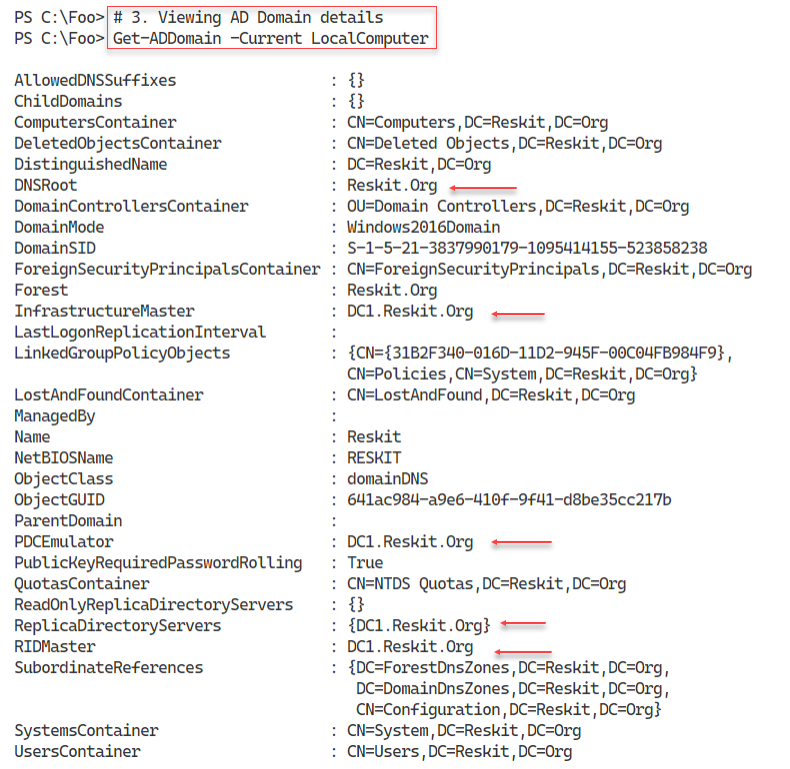 PS C:\Foo> # 3. Viewing AD Domain details
PS C:\Foo> Get-ADDomain -Current LocalComputer
AllowedDNSSuffixes : {}
ChildDomains : {}
ComputersContainer : CN=Computers,DC=Reskit,DC=Org
DeletedObjectsContainer : CN=Deleted Objects,DC=Reskit,DC=Org
DistinguishedName : DC=Reskit,DC=Org
DNSRoot : Reskit.Org
DomainControllersContainer : OU=Domain Controllers,DC=Reskit,DC=Org
DomainMode : Windows2016Domain
DomainSID : S-1-5-21-3837990179-1095414155-523858238
ForeignSecurityPrincipalsContainer : CN=ForeignSecurityPrincipals,DC=Reskit,DC=Org
Forest : Reskit.Org
InfrastructureMaster : DC1.Reskit.Org
LastLogonReplicationInterval :
LinkedGroupPolicyObjects : {CN={31B2F340-016D-11D2-945F-00C04FB984F9},
CN=Policies,CN=System,DC=Reskit,DC=Org}
LostAndFoundContainer : CN=LostAndFound,DC=Reskit,DC=Org
ManagedBy :
Name : Reskit
NetBIOSName : RESKIT
ObjectClass : domainDNS
ObjectGUID : 641ac984-a9e6-410f-9f41-d8be35cc217b
ParentDomain :
PDCEmulator : DC1.Reskit.Org
PublicKeyRequiredPasswordRolling : True
QuotasContainer : CN=NTDS Quotas,DC=Reskit,DC=Org
ReadOnlyReplicaDirectoryServers : {}
ReplicaDirectoryServers : {DC1.Reskit.Org}
RIDMaster : DC1.Reskit.Org
SubordinateReferences : {DC=ForestDnsZones,DC=Reskit,DC=Org,
DC=DomainDnsZones,DC=Reskit,DC=Org,
CN=Configuration,DC=Reskit,DC=Org}
SystemsContainer : CN=System,DC=Reskit,DC=Org
UsersContainer : CN=Users,DC=Reskit,DC=Org